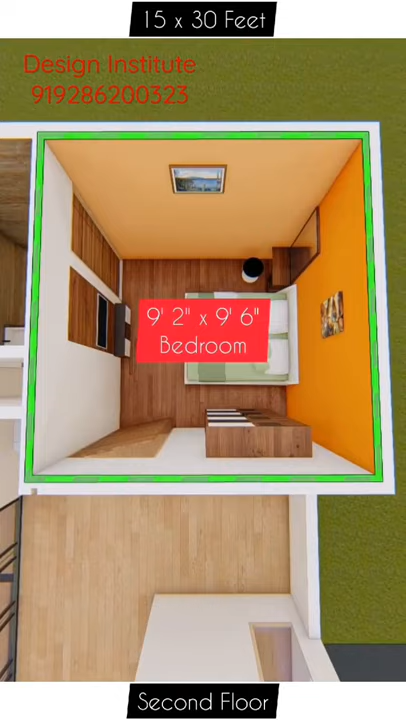 15 x 30 Feet
Design Institute
919286200323
9' 2" x 9' 6"
Bedroom
Second Floor